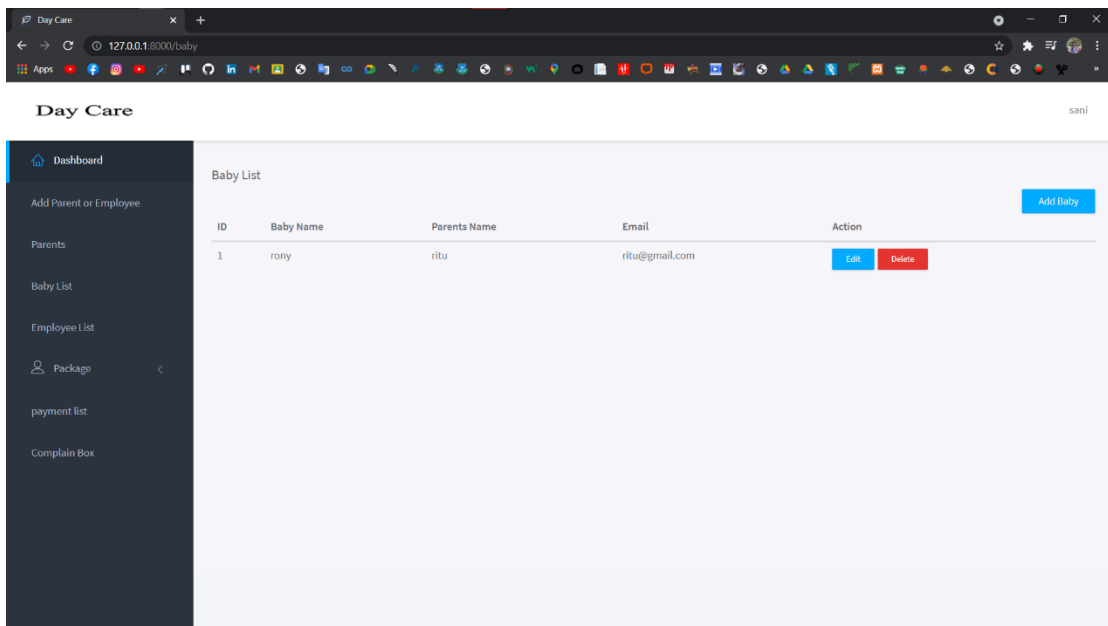 Day Care
127.0.0.1:8000/baby
Apps
Day Care
sani
Dashboard
Add Parent or Employee
Parents
Baby List
Employee List
Package
payment list
Complain Box
Baby List
Add Baby
ID Baby Name Parents Name Email Action
1 rony ritu ritu@gmail.com Edit Delete